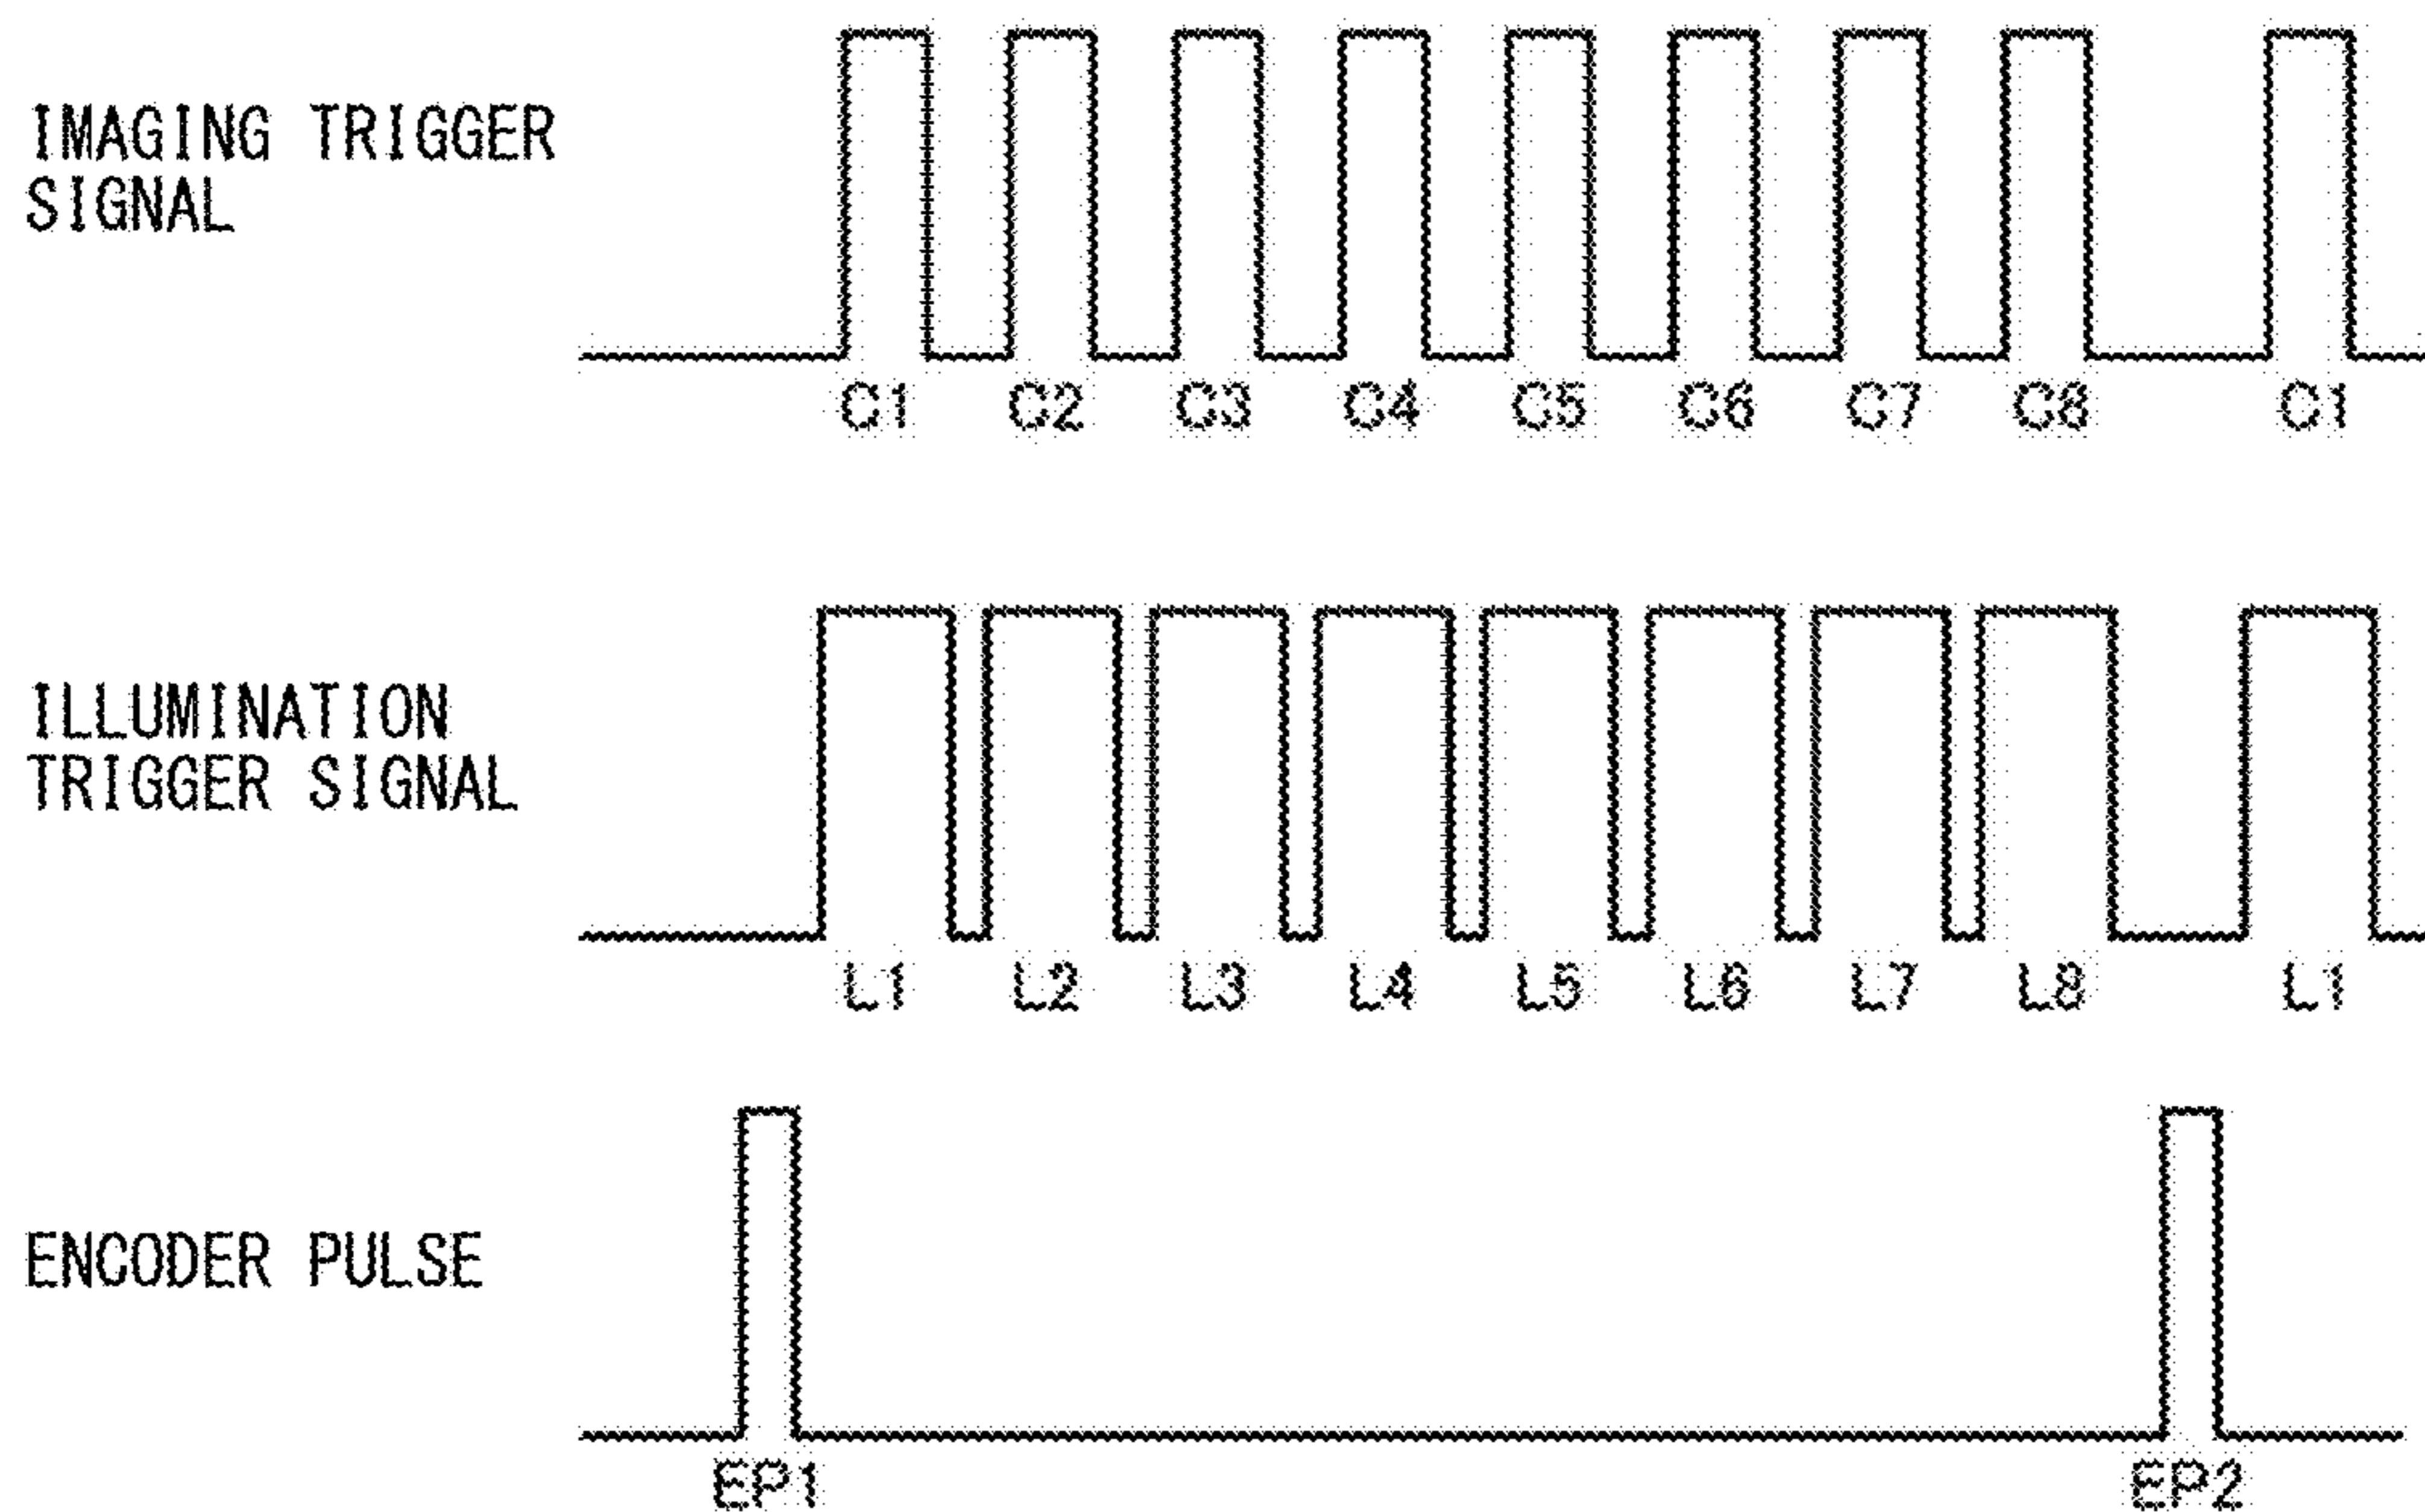 IMAGING TRIGGER
SIGNAL
C1 C2 C3 C4 C5 C6 C7 C8 C1
ILLUMINATION
TRIGGER SIGNAL
L1 L2 L3 L4 L5 L6 L7 L8 L1
ENCODER PULSE
EP1 EP2